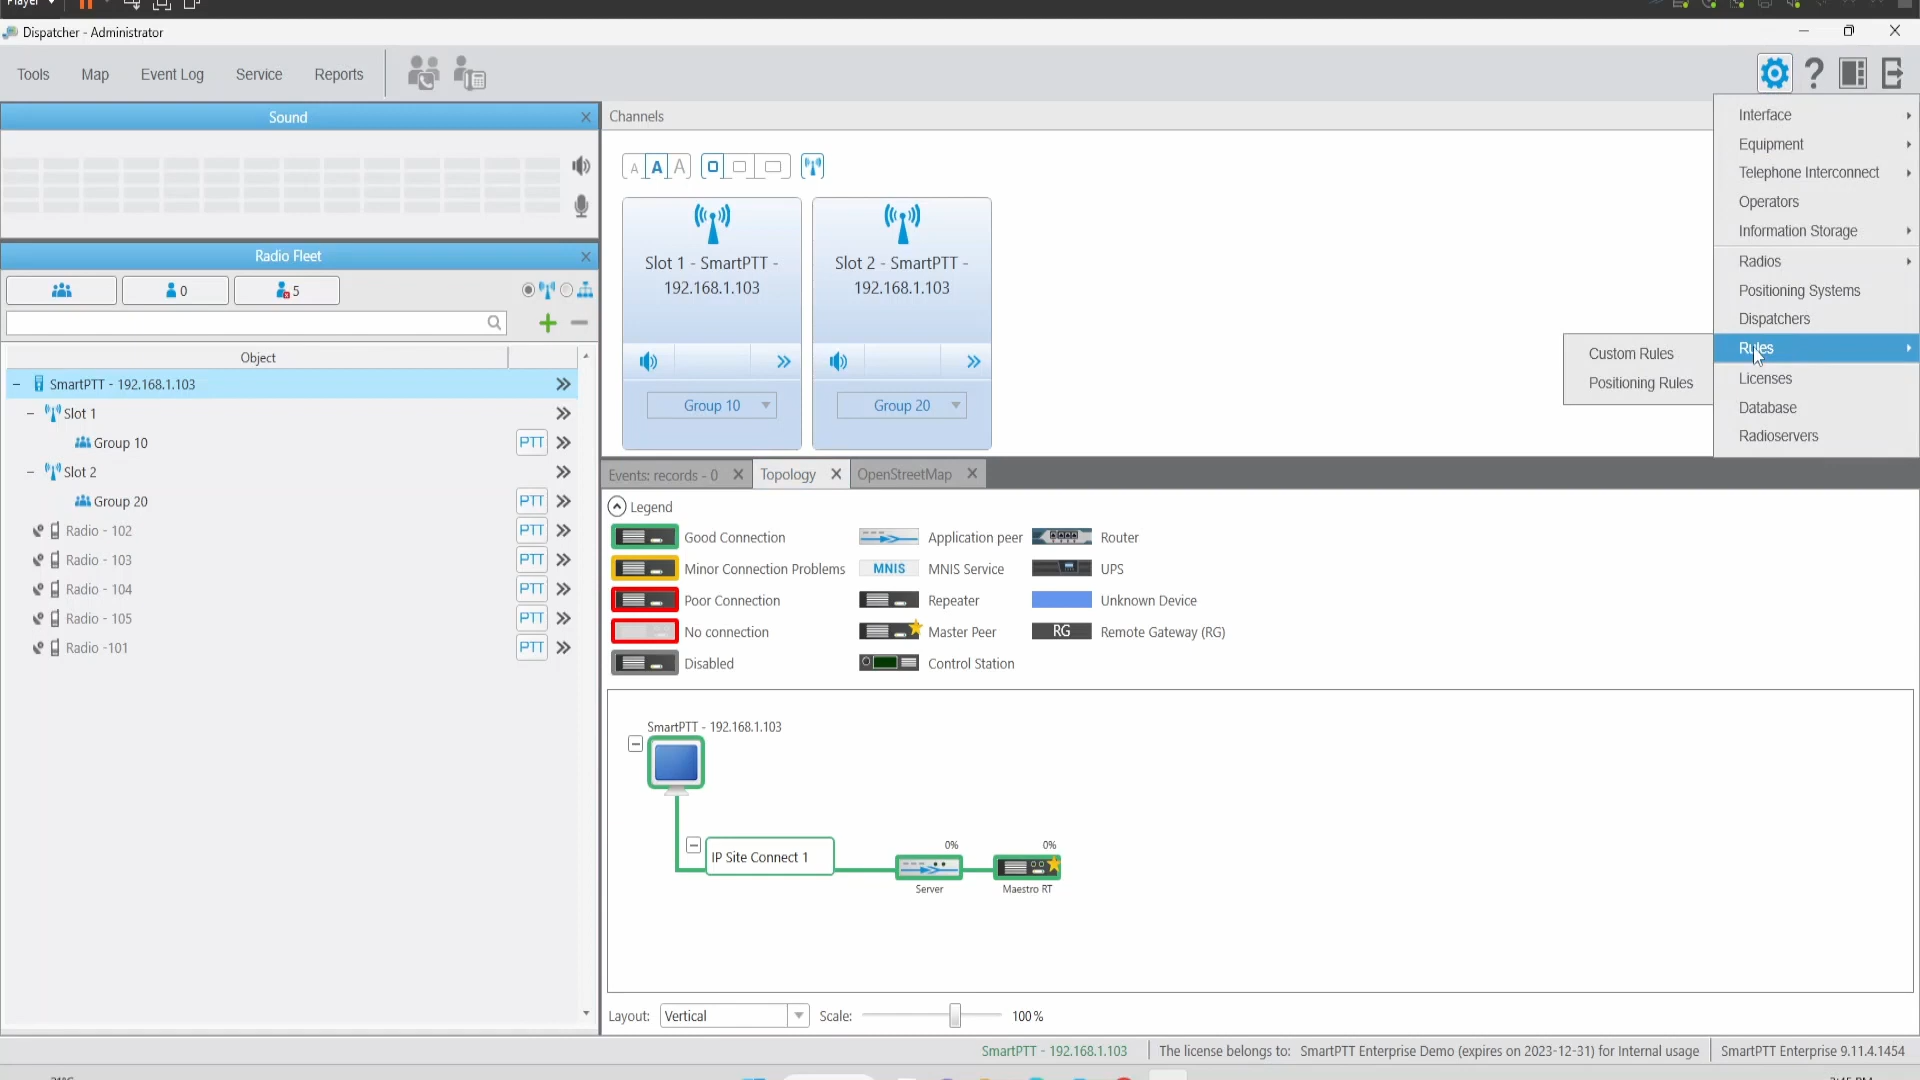 Player
Dispatcher - Administrator
Tools
Map
Event Log
Service
Reports
Sound
Channels
A A A
Radio Fleet
0
5
Object
SmartPTT - 192.168.1.103
Slot 1
Group 10
PTT
Slot 2
Group 20
PTT
Radio - 102
PTT
Radio - 103
PTT
Radio - 104
PTT
Radio - 105
PTT
Radio -101
PTT
Slot 1 - SmartPTT -
192.168.1.103
Group 10
Slot 2 - SmartPTT -
192.168.1.103
Group 20
Interface
Equipment
Telephone Interconnect
Operators
Information Storage
Radios
Positioning Systems
Dispatchers
Rules
Licenses
Database
Radioservers
Custom Rules
Positioning Rules
Events: records - 0
Topology
OpenStreetMap
Legend
Good Connection
Minor Connection Problems
Poor Connection
No connection
Disabled
Application peer
MNIS
MNIS Service
Repeater
Master Peer
Control Station
Router
UPS
Unknown Device
RG
Remote Gateway (RG)
SmartPTT - 192.168.1.103
IP Site Connect 1
0%
Server
0%
Maestro RT
Layout:
Vertical
Scale:
100 %
SmartPTT - 192.168.1.103
The license belongs to: SmartPTT Enterprise Demo (expires on 2023-12-31) for Internal usage
SmartPTT Enterprise 9.11.4.1454